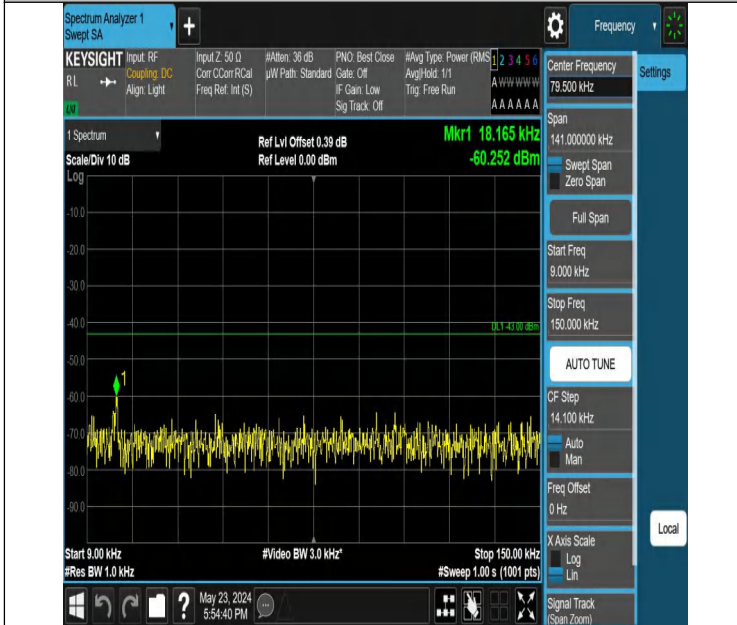 Spectrum Analyzer 1
Swept SA
+
Frequency
KEYSIGHT
RL
Input: RF
Coupling: DC
Align: Light
Input Z: 50 Ω
Corr CCorr RCal
Freq Ref: Int (S)
#Atten: 36 dB
µW Path: Standard
PNO: Best Close
Gate: Off
IF Gain: Low
Sig Track: Off
#Avg Type: Power (RMS
Avg|Hold: 1/1
Trig: Free Run
1 2 3 4 5 6
A W W W W W
A A A A A A
1 Spectrum
Scale/Div 10 dB
Ref Lvl Offset 0.39 dB
Ref Level 0.00 dBm
Mkr1 18.165 kHz
-60.252 dBm
Log
-10.0
-20.0
-30.0
-40.0
-50.0
-60.0
-70.0
-80.0
-90.0
DL1 -43.00 dBm
1
Start 9.00 kHz
#Res BW 1.0 kHz
#Video BW 3.0 kHz*
Stop 150.00 kHz
#Sweep 1.00 s (1001 pts)
?
May 23, 2024
5:54:40 PM
Center Frequency
79.500 kHz
Settings
Span
141.000000 kHz
Swept Span
Zero Span
Full Span
Start Freq
9.000 kHz
Stop Freq
150.000 kHz
AUTO TUNE
CF Step
14.100 kHz
Auto
Man
Freq Offset
0 Hz
X Axis Scale
Log
Lin
Local
Signal Track
(Span Zoom)